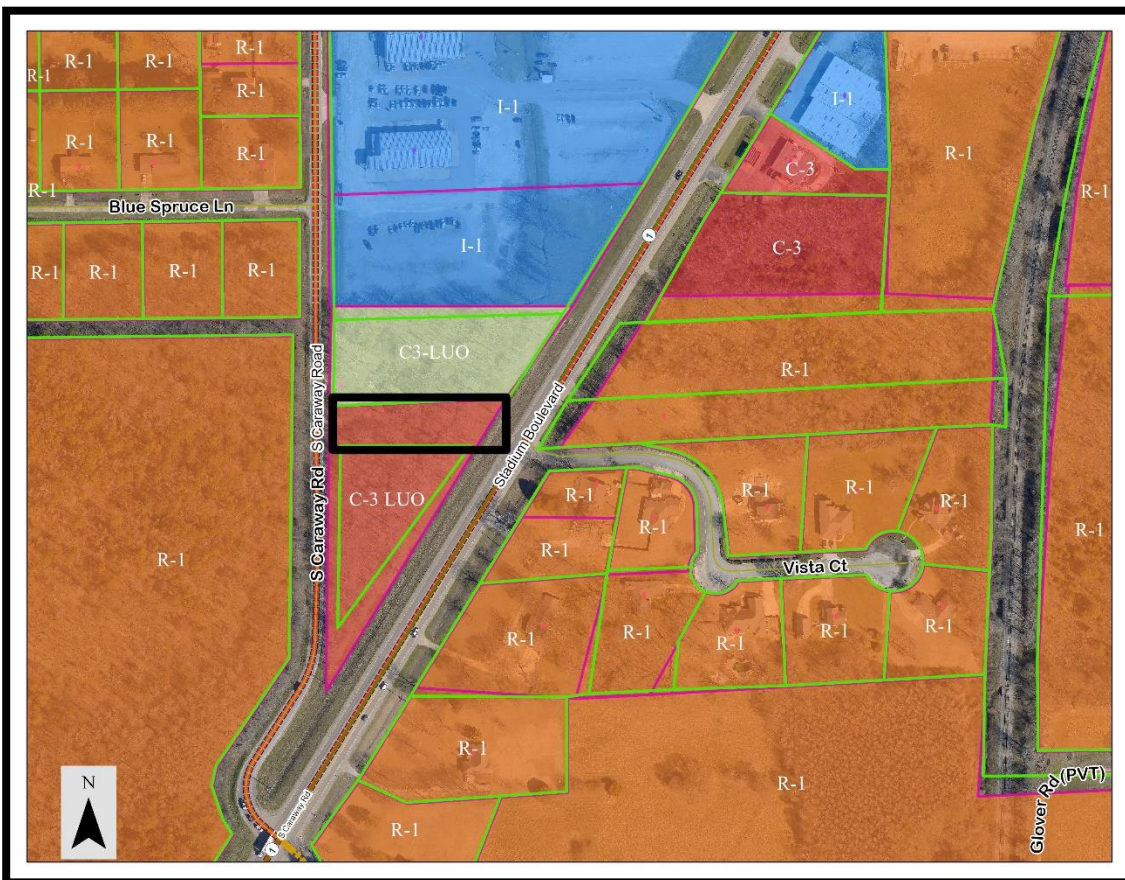 R-1
R-1
R-1
R-1
R-1
R-1
R-1
R-1
R-1
Blue Spruce Ln
R-1
R-1
R-1
R-1
I-1
I-1
I-1
C-3
C-3
1
R-1
R-1
C3-LUO
S Caraway Road
S Caraway Rd
Stadium Boulevard
R-1
C-3 LUO
R-1
R-1
R-1
R-1
R-1
R-1
R-1
R-1
R-1
Vista Ct
R-1
R-1
R-1
R-1
R-1
R-1
R-1
R-1
Glover Rd (PVT)
S Caraway Rd
1
N